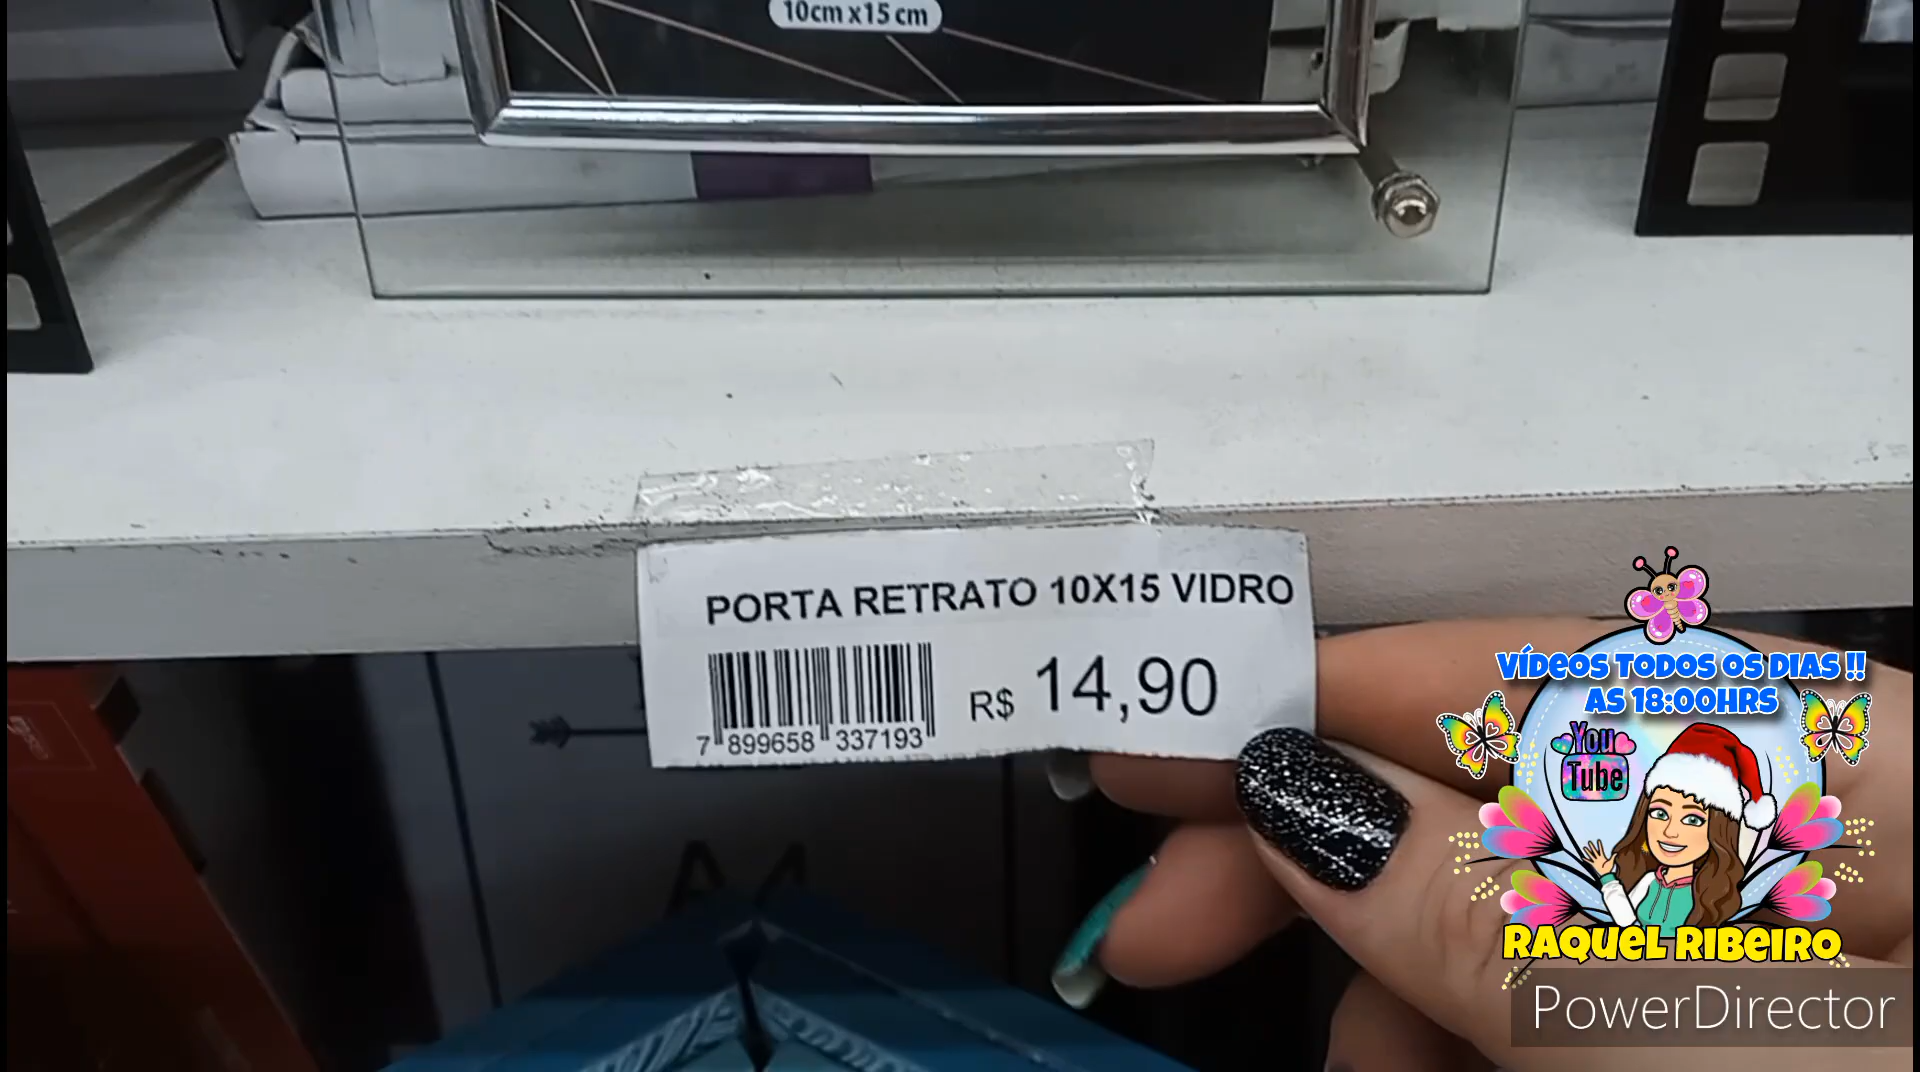 10cm x 15 cm
PORTA RETRATO 10X15 VIDRO
R$ 14,90
7 899658 337193
VÍDEOS TODOS OS DIAS !!
AS 18:00HRS
You
Tube
RAQUEL RIBEIRO
PowerDirector